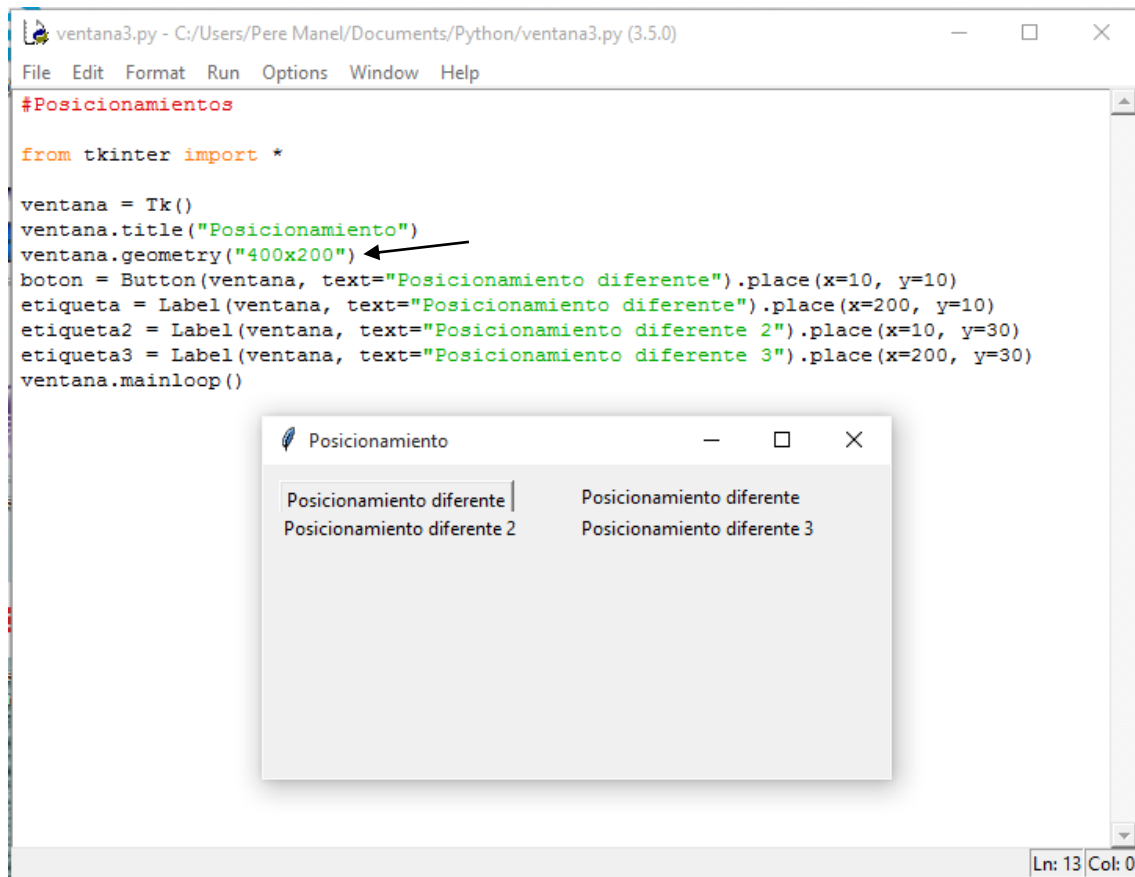 ventana3.py - C:/Users/Pere Manel/Documents/Python/ventana3.py (3.5.0)
File Edit Format Run Options Window Help
#Posicionamientos
from tkinter import *
ventana = Tk()
ventana.title("Posicionamiento")
ventana.geometry("400x200")
boton = Button(ventana, text="Posicionamiento diferente").place(x=10, y=10)
etiqueta = Label(ventana, text="Posicionamiento diferente").place(x=200, y=10)
etiqueta2 = Label(ventana, text="Posicionamiento diferente 2").place(x=10, y=30)
etiqueta3 = Label(ventana, text="Posicionamiento diferente 3").place(x=200, y=30)
ventana.mainloop()
Posicionamiento
Posicionamiento diferente Posicionamiento diferente
Posicionamiento diferente 2 Posicionamiento diferente 3
Ln: 13 Col: 0